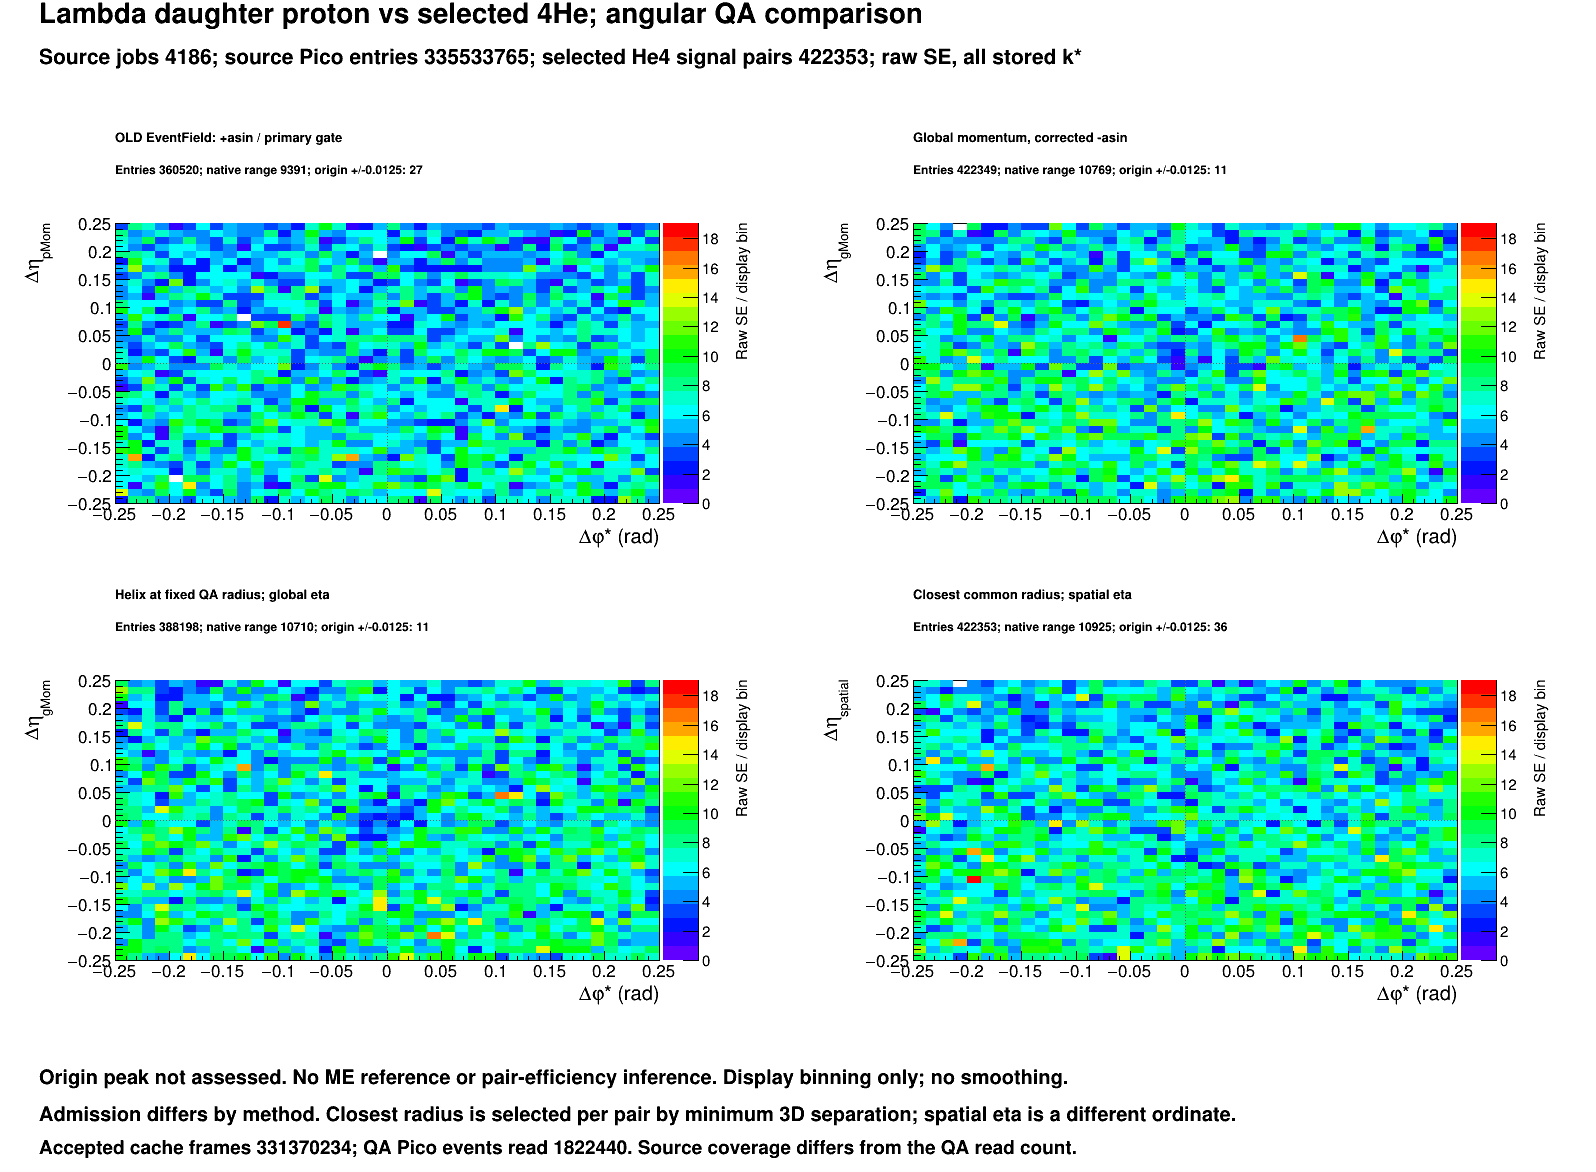 Lambda daughter proton vs selected 4He; angular QA comparison
Source jobs 4186; source Pico entries 335533765; selected He4 signal pairs 422353; raw SE, all stored k*
OLD EventField: +asin / primary gate
Entries 360520; native range 9391; origin +/-0.0125: 27
Δη_pMom
0.25
0.2
0.15
0.1
0.05
0
−0.05
−0.1
−0.15
−0.2
−0.25
−0.25 −0.2 −0.15 −0.1 −0.05 0 0.05 0.1 0.15 0.2 0.25
Δφ* (rad)
18
16
14
12
10
8
6
4
2
0
Raw SE / display bin
Global momentum, corrected -asin
Entries 422349; native range 10769; origin +/-0.0125: 11
Δη_gMom
0.25
0.2
0.15
0.1
0.05
0
−0.05
−0.1
−0.15
−0.2
−0.25
−0.25 −0.2 −0.15 −0.1 −0.05 0 0.05 0.1 0.15 0.2 0.25
Δφ* (rad)
18
16
14
12
10
8
6
4
2
0
Raw SE / display bin
Helix at fixed QA radius; global eta
Entries 388198; native range 10710; origin +/-0.0125: 11
Δη_gMom
0.25
0.2
0.15
0.1
0.05
0
−0.05
−0.1
−0.15
−0.2
−0.25
−0.25 −0.2 −0.15 −0.1 −0.05 0 0.05 0.1 0.15 0.2 0.25
Δφ* (rad)
18
16
14
12
10
8
6
4
2
0
Raw SE / display bin
Closest common radius; spatial eta
Entries 422353; native range 10925; origin +/-0.0125: 36
Δη_spatial
0.25
0.2
0.15
0.1
0.05
0
−0.05
−0.1
−0.15
−0.2
−0.25
−0.25 −0.2 −0.15 −0.1 −0.05 0 0.05 0.1 0.15 0.2 0.25
Δφ* (rad)
18
16
14
12
10
8
6
4
2
0
Raw SE / display bin
Origin peak not assessed. No ME reference or pair-efficiency inference. Display binning only; no smoothing.
Admission differs by method. Closest radius is selected per pair by minimum 3D separation; spatial eta is a different ordinate.
Accepted cache frames 331370234; QA Pico events read 1822440. Source coverage differs from the QA read count.